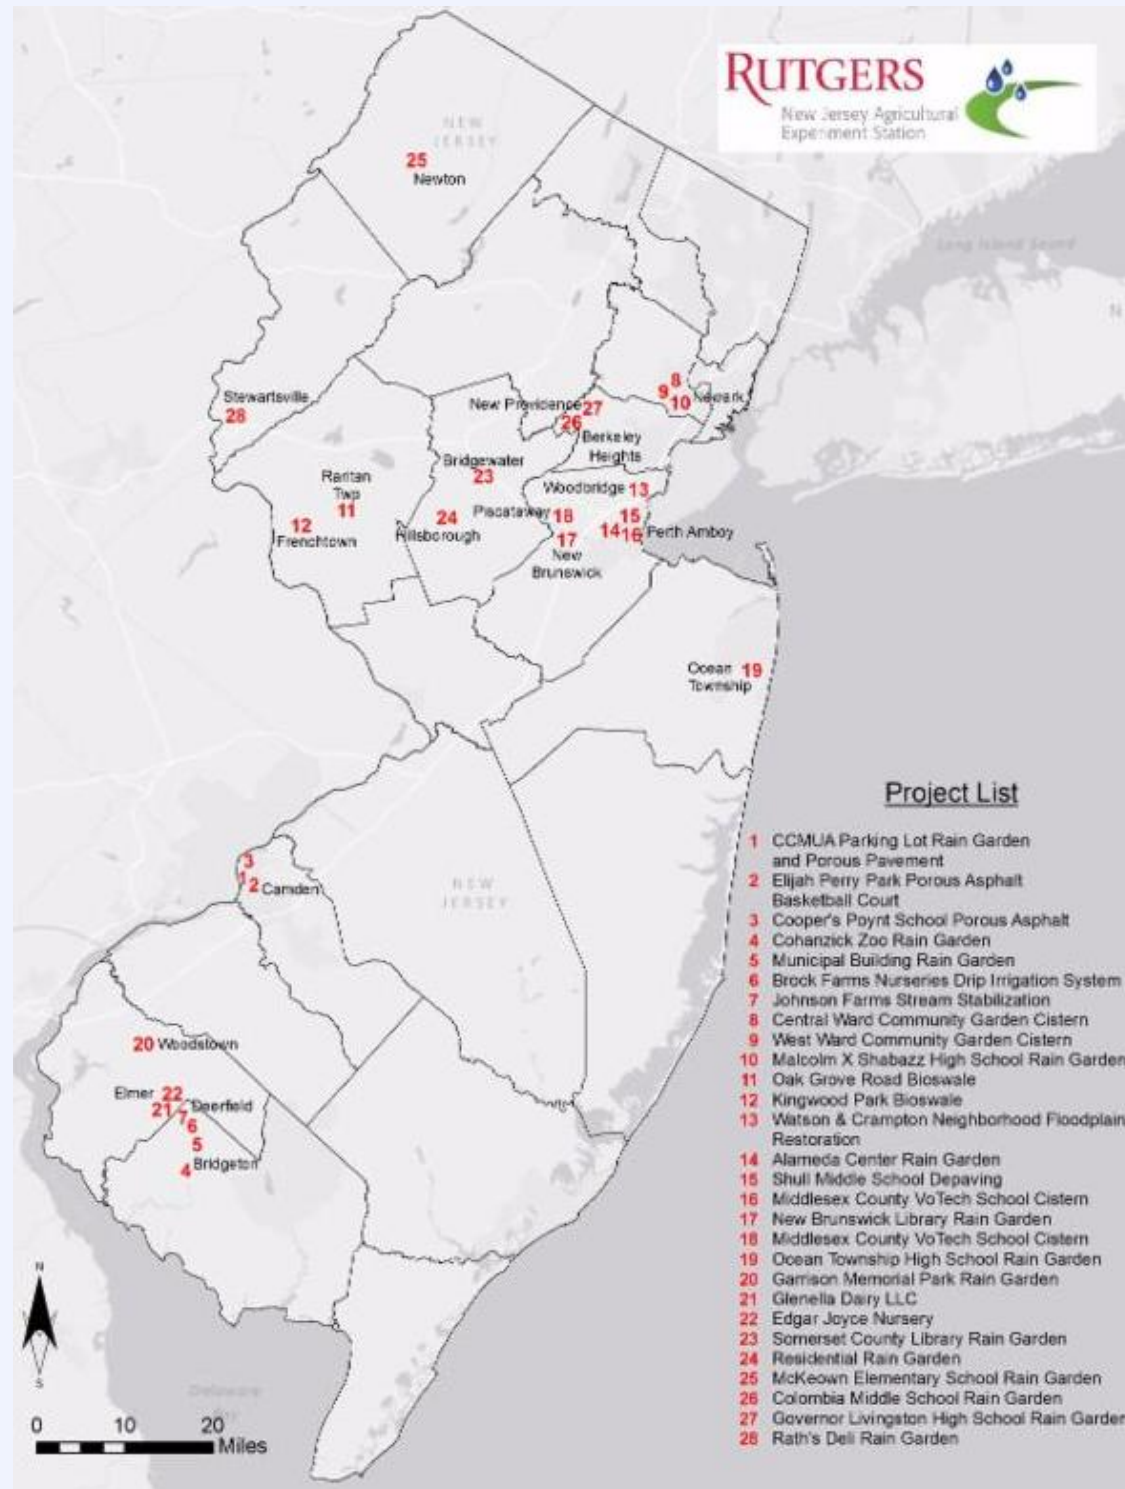 RUTGERS
New Jersey Agricultural
Experiment Station
NEW
JERSEY
25
Newton
Long Island Sound
N
Stewartsville
28
New Providence 27
26
8
9
10 Newark
Berkeley
Heights
Bridgewater
23
Raritan
Twp
11
12
Frenchtown
24
Hillsborough
Woodbridge 13
Piscataway 18
15
14
16 Perth Amboy
17
New
Brunswick
Ocean 19
Township
3
1
2 Camden
NEW
JERSEY
20 Woodstown
Elmer 22
21
Deerfield
7
6
5
4 Bridgeton
Project List
1 CCMUA Parking Lot Rain Garden
and Porous Pavement
2 Elijah Perry Park Porous Asphalt
Basketball Court
3 Cooper's Poynt School Porous Asphalt
4 Cohanzick Zoo Rain Garden
5 Municipal Building Rain Garden
6 Brock Farms Nurseries Drip Irrigation System
7 Johnson Farms Stream Stabilization
8 Central Ward Community Garden Cistern
9 West Ward Community Garden Cistern
10 Malcolm X Shabazz High School Rain Garden
11 Oak Grove Road Bioswale
12 Kingwood Park Bioswale
13 Watson & Crampton Neighborhood Floodplain
Restoration
14 Alameda Center Rain Garden
15 Shull Middle School Depaving
16 Middlesex County VoTech School Cistern
17 New Brunswick Library Rain Garden
18 Middlesex County VoTech School Cistern
19 Ocean Township High School Rain Garden
20 Garrison Memorial Park Rain Garden
21 Glenella Dairy LLC
22 Edgar Joyce Nursery
23 Somerset County Library Rain Garden
24 Residential Rain Garden
25 McKeown Elementary School Rain Garden
26 Colombia Middle School Rain Garden
27 Governor Livingston High School Rain Garden
28 Rath's Deli Rain Garden
N
S
Delaware
Bay
0 10 20
Miles